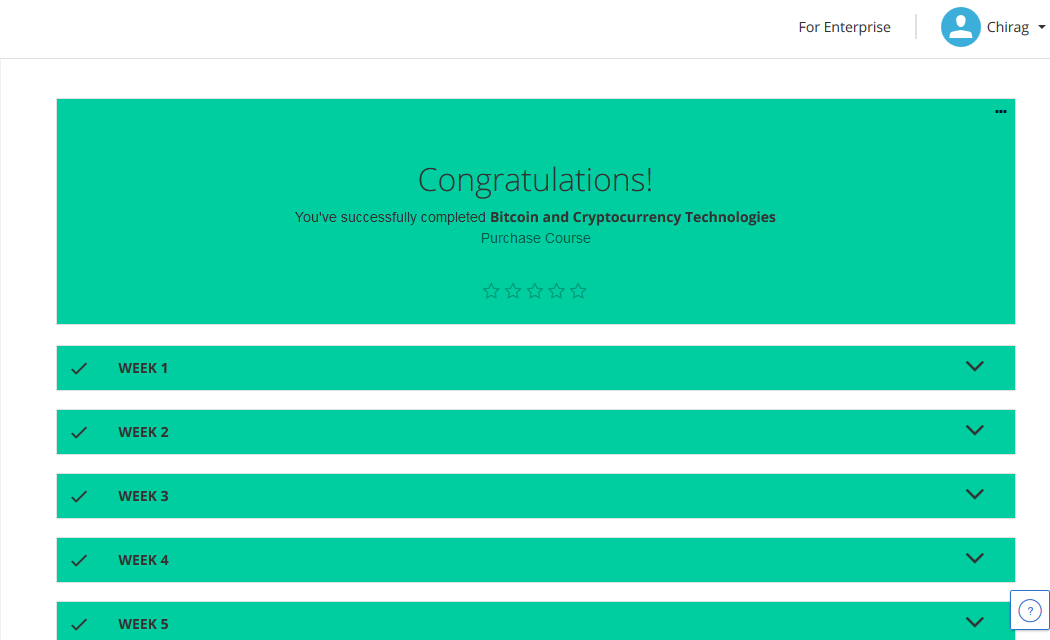 For Enterprise
Chirag
Congratulations!
You've successfully completed Bitcoin and Cryptocurrency Technologies
Purchase Course
WEEK 1
WEEK 2
WEEK 3
WEEK 4
WEEK 5
?